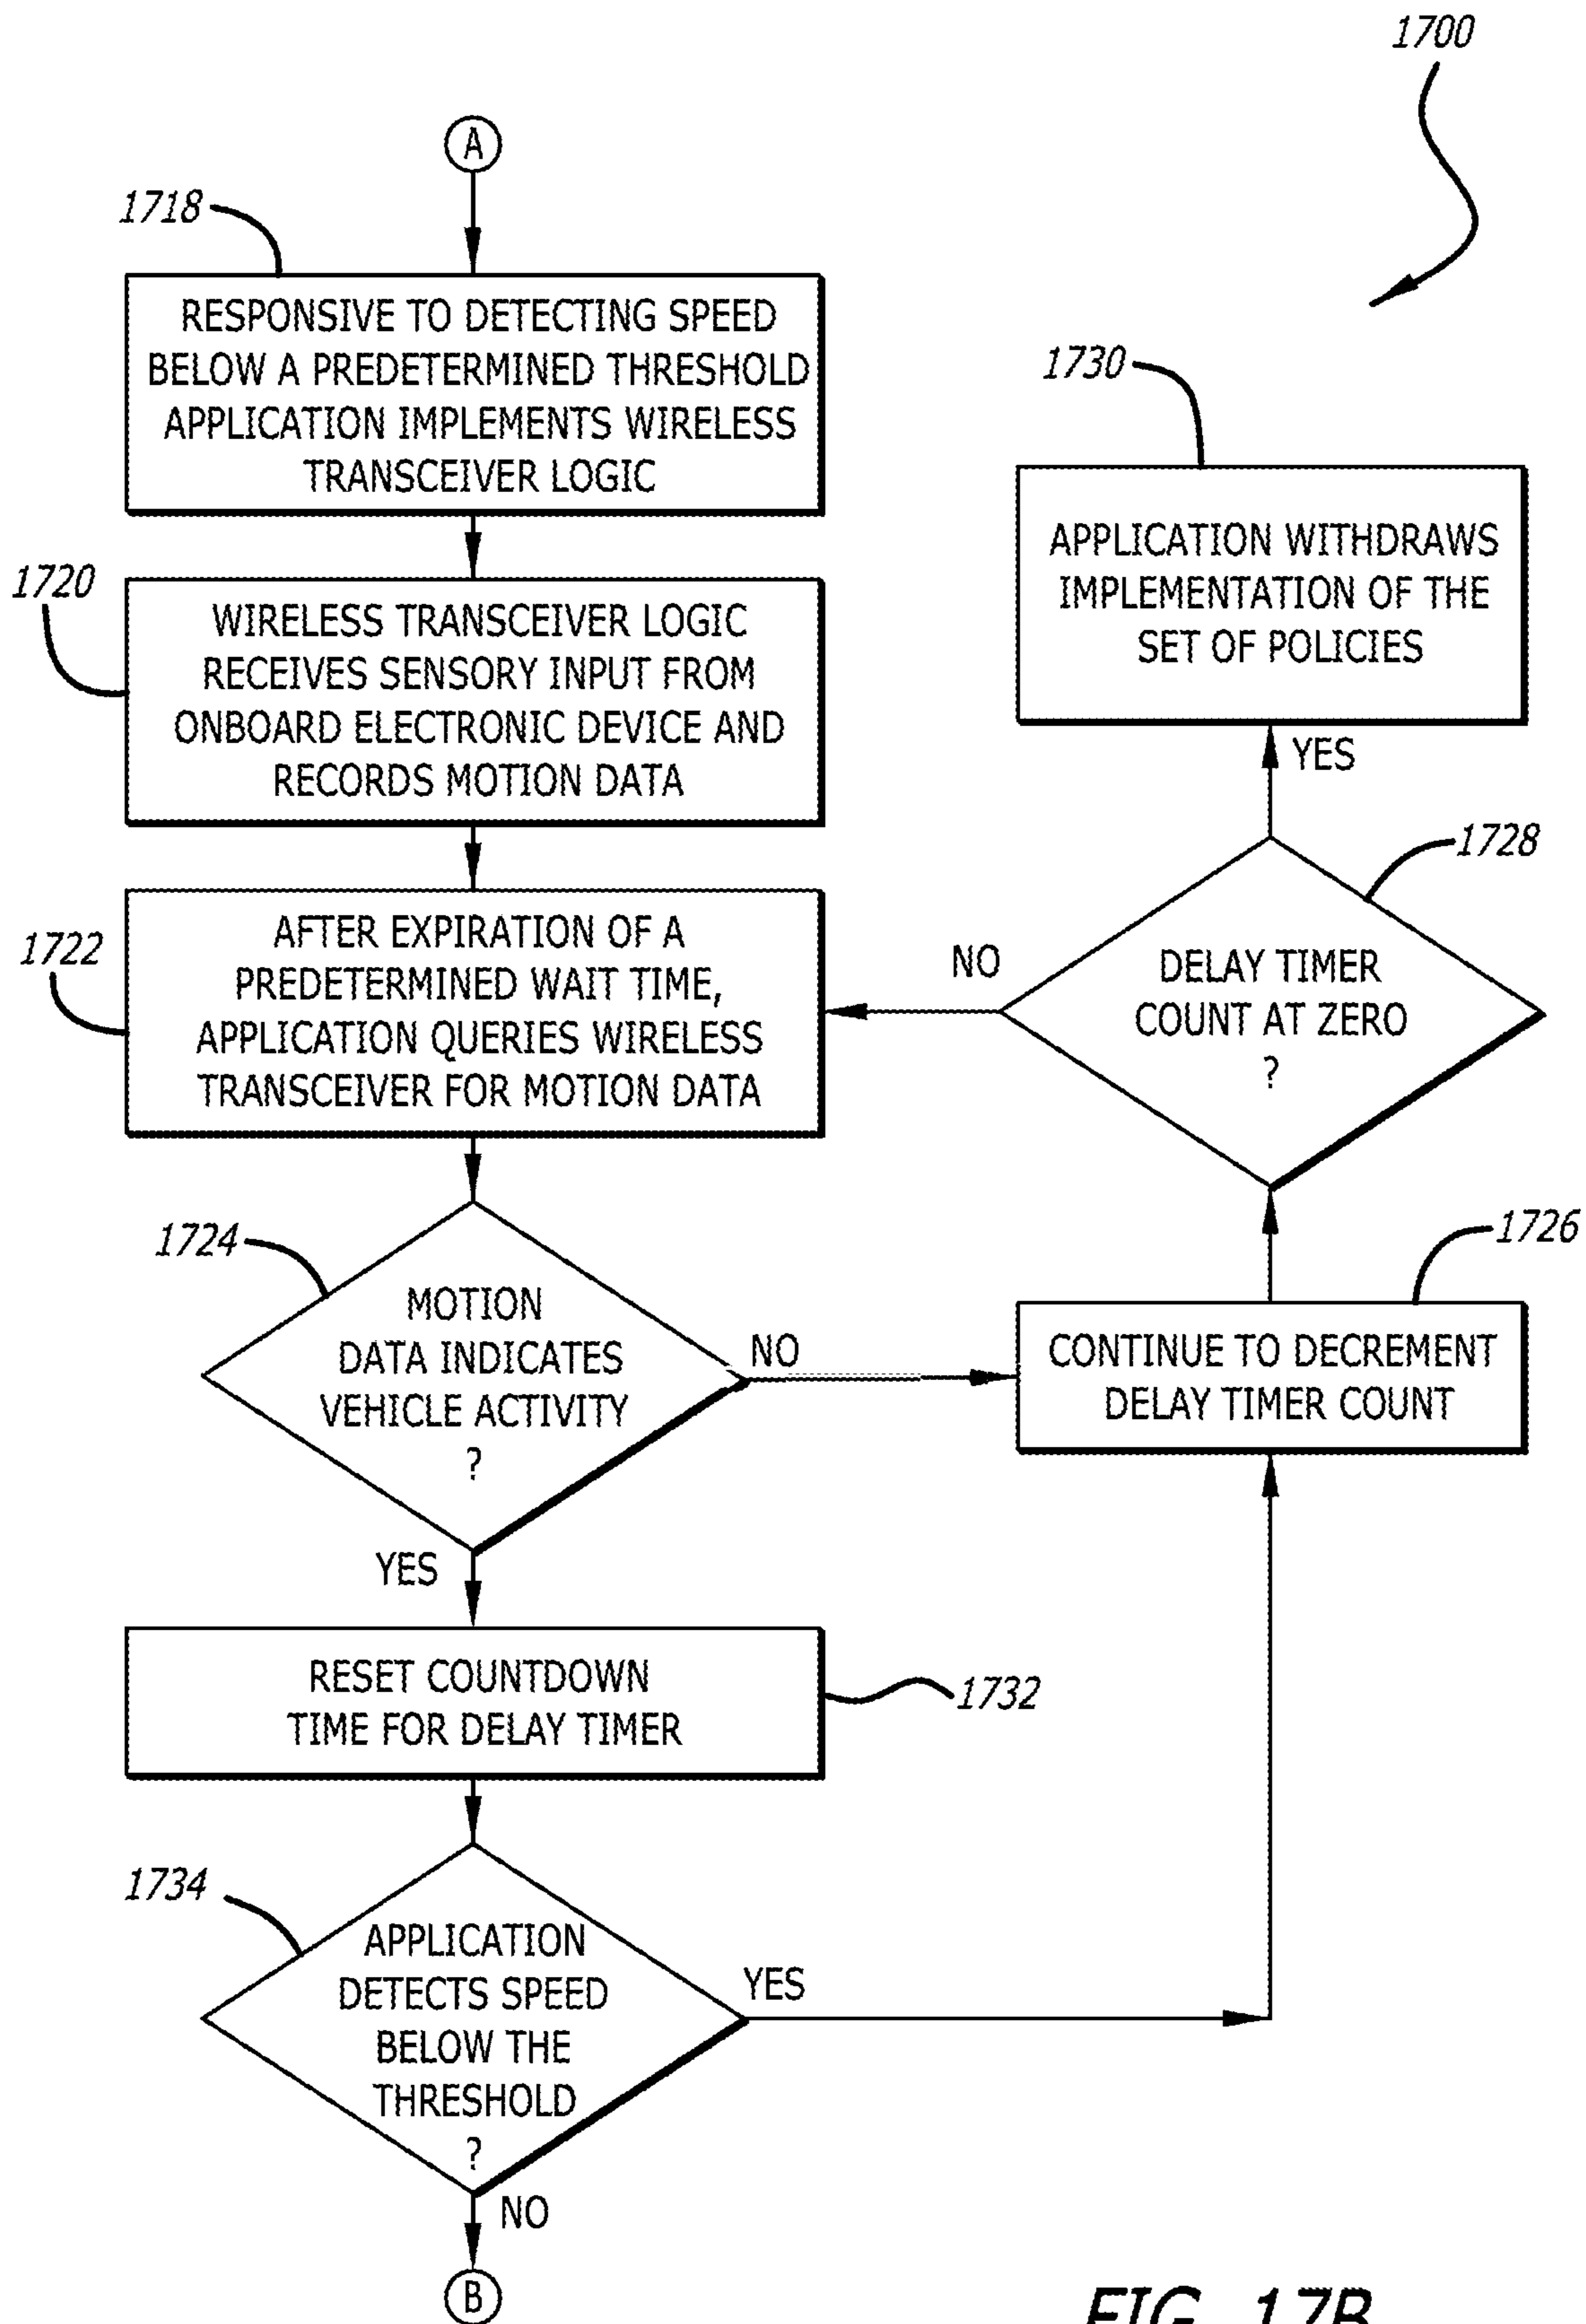 1700
A
1718
RESPONSIVE TO DETECTING SPEED
BELOW A PREDETERMINED THRESHOLD
APPLICATION IMPLEMENTS WIRELESS
TRANSCEIVER LOGIC
1720
WIRELESS TRANSCEIVER LOGIC
RECEIVES SENSORY INPUT FROM
ONBOARD ELECTRONIC DEVICE AND
RECORDS MOTION DATA
1722
AFTER EXPIRATION OF A
PREDETERMINED WAIT TIME,
APPLICATION QUERIES WIRELESS
TRANSCEIVER FOR MOTION DATA
1724
MOTION
DATA INDICATES
VEHICLE ACTIVITY
?
NO
YES
1730
APPLICATION WITHDRAWS
IMPLEMENTATION OF THE
SET OF POLICIES
YES
1728
DELAY TIMER
COUNT AT ZERO
?
NO
1726
CONTINUE TO DECREMENT
DELAY TIMER COUNT
RESET COUNTDOWN
TIME FOR DELAY TIMER
1732
1734
APPLICATION
DETECTS SPEED
BELOW THE
THRESHOLD
?
YES
NO
B
FIG. 17B